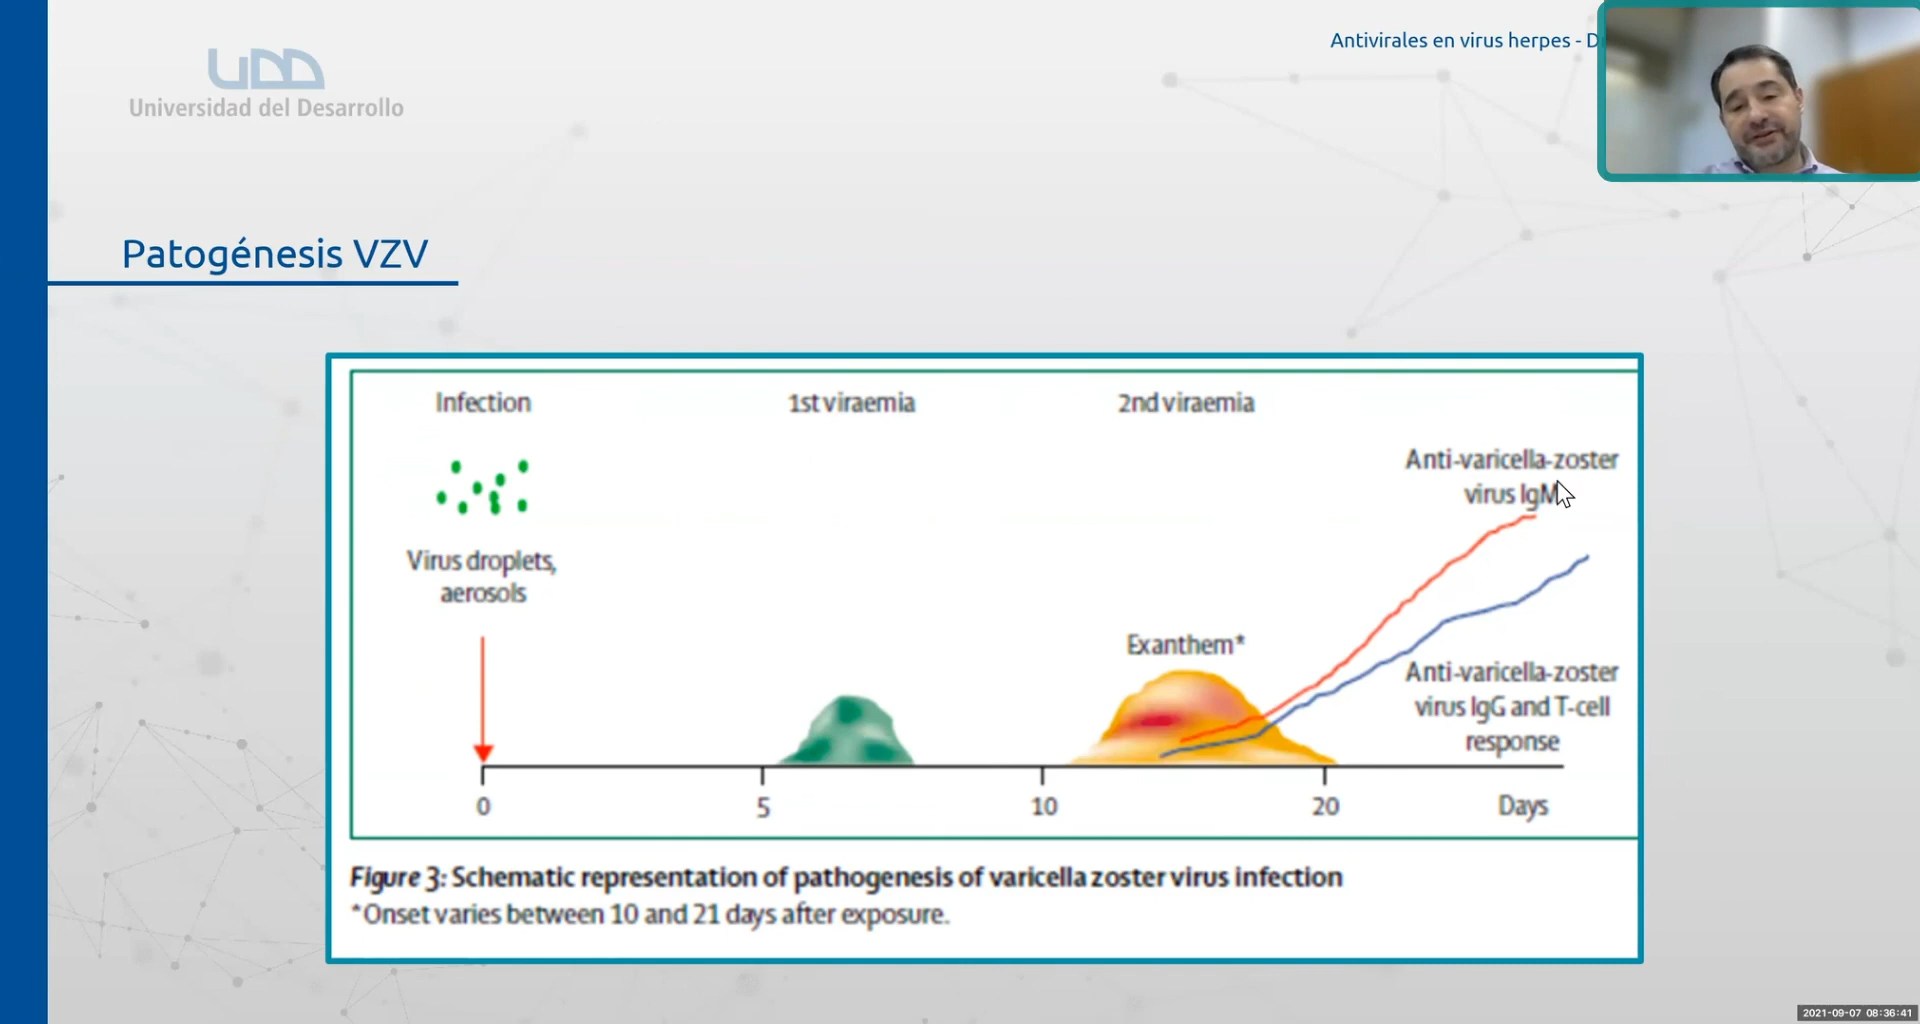 UDD
Universidad del Desarrollo
Antivirales en virus herpes -
Patogénesis VZV
Infection
1st viraemia
2nd viraemia
Virus droplets,
aerosols
Exanthem*
Anti-varicella-zoster
virus IgM
Anti-varicella-zoster
virus IgG and T-cell
response
0
5
10
20
Days
Figure 3: Schematic representation of pathogenesis of varicella zoster virus infection
*Onset varies between 10 and 21 days after exposure.
2021-09-07 08:36:41